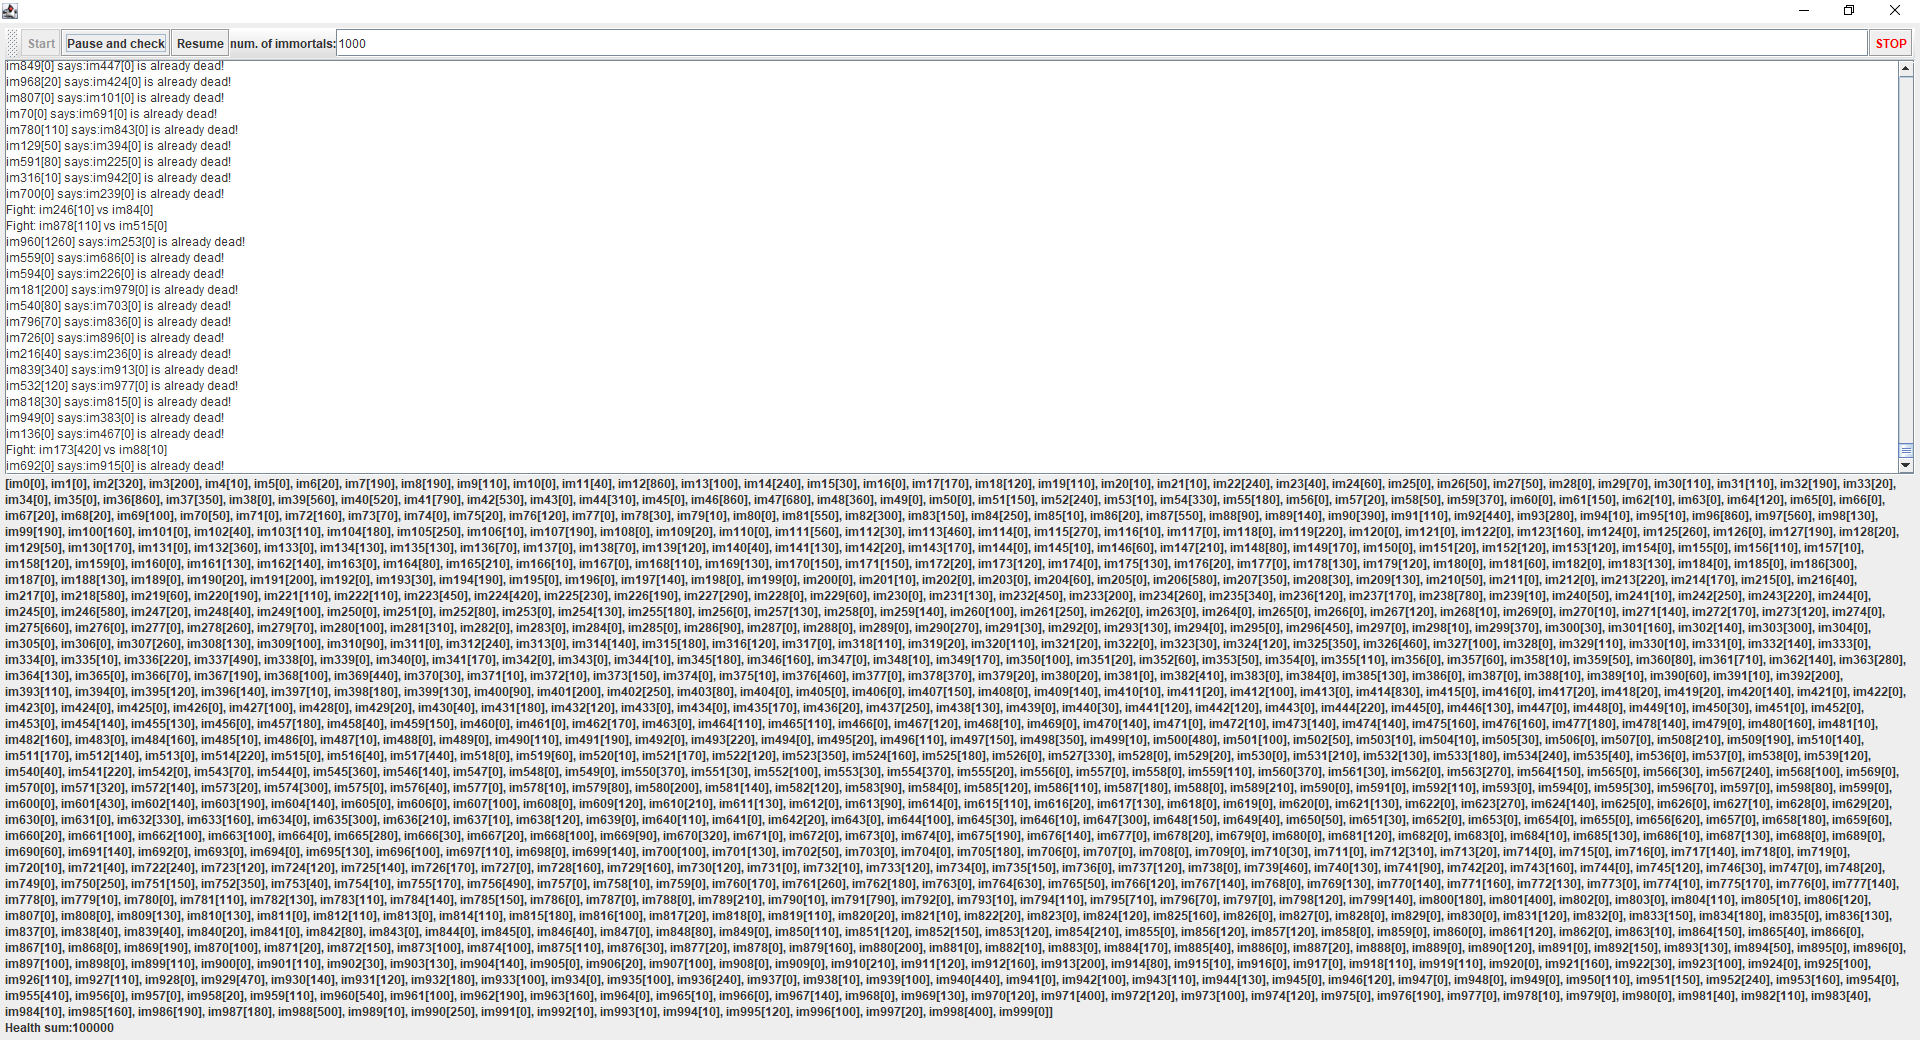 Start Pause and check Resume num. of immortals: 1000 STOP
im849[0] says:im447[0] is already dead!
im968[20] says:im424[0] is already dead!
im807[0] says:im101[0] is already dead!
im70[0] says:im691[0] is already dead!
im780[110] says:im843[0] is already dead!
im129[50] says:im394[0] is already dead!
im591[80] says:im225[0] is already dead!
im316[10] says:im942[0] is already dead!
im700[0] says:im239[0] is already dead!
Fight: im246[10] vs im84[0]
Fight: im878[110] vs im515[0]
im960[1260] says:im253[0] is already dead!
im559[0] says:im686[0] is already dead!
im594[0] says:im226[0] is already dead!
im181[200] says:im979[0] is already dead!
im540[80] says:im703[0] is already dead!
im796[70] says:im836[0] is already dead!
im726[0] says:im896[0] is already dead!
im216[40] says:im236[0] is already dead!
im839[340] says:im913[0] is already dead!
im532[120] says:im977[0] is already dead!
im818[30] says:im815[0] is already dead!
im949[0] says:im383[0] is already dead!
im136[0] says:im467[0] is already dead!
Fight: im173[420] vs im88[10]
im692[0] says:im915[0] is already dead!
[im0[0], im1[0], im2[320], im3[200], im4[10], im5[0], im6[20], im7[190], im8[190], im9[110], im10[0], im11[40], im12[860], im13[100], im14[240], im15[30], im16[0], im17[170], im18[120], im19[110], im20[10], im21[10], im22[240], im23[40], im24[60], im25[0], im26[50], im27[50], im28[0], im29[70], im30[110], im31[110], im32[190], im33[20],
im34[0], im35[0], im36[860], im37[350], im38[0], im39[560], im40[520], im41[790], im42[530], im43[0], im44[310], im45[0], im46[860], im47[680], im48[360], im49[0], im50[0], im51[150], im52[240], im53[10], im54[330], im55[180], im56[0], im57[20], im58[50], im59[370], im60[0], im61[150], im62[10], im63[0], im64[120], im65[0], im66[0],
im67[20], im68[20], im69[100], im70[50], im71[0], im72[160], im73[70], im74[0], im75[20], im76[120], im77[0], im78[30], im79[10], im80[0], im81[550], im82[300], im83[150], im84[250], im85[10], im86[20], im87[550], im88[90], im89[140], im90[390], im91[110], im92[440], im93[280], im94[10], im95[10], im96[860], im97[560], im98[130],
im99[190], im100[160], im101[0], im102[40], im103[110], im104[180], im105[250], im106[10], im107[190], im108[0], im109[20], im110[0], im111[560], im112[30], im113[460], im114[0], im115[270], im116[10], im117[0], im118[0], im119[220], im120[0], im121[0], im122[0], im123[160], im124[0], im125[260], im126[0], im127[190], im128[20],
im129[50], im130[170], im131[0], im132[360], im133[0], im134[130], im135[130], im136[70], im137[0], im138[70], im139[120], im140[40], im141[130], im142[20], im143[170], im144[0], im145[10], im146[60], im147[210], im148[80], im149[170], im150[0], im151[20], im152[120], im153[120], im154[0], im155[0], im156[110], im157[10],
im158[120], im159[0], im160[0], im161[130], im162[140], im163[0], im164[80], im165[210], im166[10], im167[0], im168[110], im169[130], im170[150], im171[150], im172[20], im173[120], im174[0], im175[130], im176[20], im177[0], im178[130], im179[120], im180[0], im181[60], im182[0], im183[130], im184[0], im185[0], im186[300],
im187[0], im188[130], im189[0], im190[20], im191[200], im192[0], im193[30], im194[190], im195[0], im196[0], im197[140], im198[0], im199[0], im200[0], im201[10], im202[0], im203[0], im204[60], im205[0], im206[580], im207[350], im208[30], im209[130], im210[50], im211[0], im212[0], im213[220], im214[170], im215[0], im216[40],
im217[0], im218[580], im219[60], im220[190], im221[110], im222[110], im223[450], im224[420], im225[230], im226[190], im227[290], im228[0], im229[60], im230[0], im231[130], im232[450], im233[200], im234[260], im235[340], im236[120], im237[170], im238[780], im239[10], im240[50], im241[10], im242[250], im243[220], im244[0],
im245[0], im246[580], im247[20], im248[40], im249[100], im250[0], im251[0], im252[80], im253[0], im254[130], im255[180], im256[0], im257[130], im258[0], im259[140], im260[100], im261[250], im262[0], im263[0], im264[0], im265[0], im266[0], im267[120], im268[10], im269[0], im270[10], im271[140], im272[170], im273[120], im274[0],
im275[660], im276[0], im277[0], im278[260], im279[70], im280[100], im281[310], im282[0], im283[0], im284[0], im285[0], im286[90], im287[0], im288[0], im289[0], im290[270], im291[30], im292[0], im293[130], im294[0], im295[0], im296[450], im297[0], im298[10], im299[370], im300[30], im301[160], im302[140], im303[300], im304[0],
im305[0], im306[0], im307[260], im308[130], im309[100], im310[90], im311[0], im312[240], im313[0], im314[140], im315[180], im316[120], im317[0], im318[110], im319[20], im320[110], im321[20], im322[0], im323[30], im324[120], im325[350], im326[460], im327[100], im328[0], im329[110], im330[10], im331[0], im332[140], im333[0],
im334[0], im335[10], im336[220], im337[490], im338[0], im339[0], im340[0], im341[170], im342[0], im343[0], im344[10], im345[180], im346[160], im347[0], im348[10], im349[170], im350[100], im351[20], im352[60], im353[50], im354[0], im355[110], im356[0], im357[60], im358[10], im359[50], im360[80], im361[710], im362[140], im363[280],
im364[130], im365[0], im366[70], im367[190], im368[100], im369[440], im370[30], im371[10], im372[10], im373[150], im374[0], im375[10], im376[460], im377[0], im378[370], im379[20], im380[20], im381[0], im382[410], im383[0], im384[0], im385[130], im386[0], im387[0], im388[10], im389[10], im390[60], im391[10], im392[200],
im393[110], im394[0], im395[120], im396[140], im397[10], im398[180], im399[130], im400[90], im401[200], im402[250], im403[80], im404[0], im405[0], im406[0], im407[150], im408[0], im409[140], im410[10], im411[20], im412[100], im413[0], im414[830], im415[0], im416[0], im417[20], im418[20], im419[20], im420[140], im421[0], im422[0],
im423[0], im424[0], im425[0], im426[0], im427[100], im428[0], im429[20], im430[40], im431[180], im432[120], im433[0], im434[0], im435[170], im436[20], im437[250], im438[130], im439[0], im440[30], im441[120], im442[120], im443[0], im444[220], im445[0], im446[130], im447[0], im448[0], im449[10], im450[30], im451[0], im452[0],
im453[0], im454[140], im455[130], im456[0], im457[180], im458[40], im459[150], im460[0], im461[0], im462[170], im463[0], im464[110], im465[110], im466[0], im467[120], im468[10], im469[0], im470[140], im471[0], im472[10], im473[140], im474[140], im475[160], im476[160], im477[180], im478[140], im479[0], im480[160], im481[10],
im482[160], im483[0], im484[160], im485[10], im486[0], im487[10], im488[0], im489[0], im490[110], im491[190], im492[0], im493[220], im494[0], im495[20], im496[110], im497[150], im498[350], im499[10], im500[480], im501[100], im502[50], im503[10], im504[10], im505[30], im506[0], im507[0], im508[210], im509[190], im510[140],
im511[170], im512[140], im513[0], im514[220], im515[0], im516[40], im517[440], im518[0], im519[60], im520[10], im521[170], im522[120], im523[350], im524[160], im525[180], im526[0], im527[330], im528[0], im529[20], im530[0], im531[210], im532[130], im533[180], im534[240], im535[40], im536[0], im537[0], im538[0], im539[120],
im540[40], im541[220], im542[0], im543[70], im544[0], im545[360], im546[140], im547[0], im548[0], im549[0], im550[370], im551[30], im552[100], im553[30], im554[370], im555[20], im556[0], im557[0], im558[0], im559[110], im560[370], im561[30], im562[0], im563[270], im564[150], im565[0], im566[30], im567[240], im568[100], im569[0],
im570[0], im571[320], im572[140], im573[20], im574[300], im575[0], im576[40], im577[0], im578[10], im579[80], im580[200], im581[140], im582[120], im583[90], im584[0], im585[120], im586[110], im587[180], im588[0], im589[210], im590[0], im591[0], im592[110], im593[0], im594[0], im595[30], im596[70], im597[0], im598[80], im599[0],
im600[0], im601[430], im602[140], im603[190], im604[140], im605[0], im606[0], im607[100], im608[0], im609[120], im610[210], im611[130], im612[0], im613[90], im614[0], im615[110], im616[20], im617[130], im618[0], im619[0], im620[0], im621[130], im622[0], im623[270], im624[140], im625[0], im626[0], im627[10], im628[0], im629[20],
im630[0], im631[0], im632[330], im633[160], im634[0], im635[300], im636[210], im637[10], im638[120], im639[0], im640[110], im641[0], im642[20], im643[0], im644[100], im645[30], im646[10], im647[300], im648[150], im649[40], im650[50], im651[30], im652[0], im653[0], im654[0], im655[0], im656[620], im657[0], im658[180], im659[60],
im660[20], im661[100], im662[100], im663[100], im664[0], im665[280], im666[30], im667[20], im668[100], im669[90], im670[320], im671[0], im672[0], im673[0], im674[0], im675[190], im676[140], im677[0], im678[20], im679[0], im680[0], im681[120], im682[0], im683[0], im684[10], im685[130], im686[10], im687[130], im688[0], im689[0],
im690[60], im691[140], im692[0], im693[0], im694[0], im695[130], im696[100], im697[110], im698[0], im699[140], im700[100], im701[130], im702[50], im703[0], im704[0], im705[180], im706[0], im707[0], im708[0], im709[0], im710[30], im711[0], im712[310], im713[20], im714[0], im715[0], im716[0], im717[140], im718[0], im719[0],
im720[10], im721[40], im722[240], im723[120], im724[120], im725[140], im726[170], im727[0], im728[160], im729[160], im730[120], im731[0], im732[10], im733[120], im734[0], im735[150], im736[0], im737[120], im738[0], im739[460], im740[130], im741[90], im742[20], im743[160], im744[0], im745[120], im746[30], im747[0], im748[20],
im749[0], im750[250], im751[150], im752[350], im753[40], im754[10], im755[170], im756[490], im757[0], im758[10], im759[0], im760[170], im761[260], im762[180], im763[0], im764[630], im765[50], im766[120], im767[140], im768[0], im769[130], im770[140], im771[160], im772[130], im773[0], im774[10], im775[170], im776[0], im777[140],
im778[0], im779[10], im780[0], im781[110], im782[130], im783[110], im784[140], im785[150], im786[0], im787[0], im788[0], im789[210], im790[10], im791[790], im792[0], im793[10], im794[110], im795[710], im796[70], im797[0], im798[120], im799[140], im800[180], im801[400], im802[0], im803[0], im804[110], im805[10], im806[120],
im807[0], im808[0], im809[130], im810[130], im811[0], im812[110], im813[0], im814[110], im815[180], im816[100], im817[20], im818[0], im819[110], im820[20], im821[10], im822[20], im823[0], im824[120], im825[160], im826[0], im827[0], im828[0], im829[0], im830[0], im831[120], im832[0], im833[150], im834[180], im835[0], im836[130],
im837[0], im838[40], im839[40], im840[20], im841[0], im842[80], im843[0], im844[0], im845[0], im846[40], im847[0], im848[80], im849[0], im850[110], im851[120], im852[150], im853[120], im854[210], im855[0], im856[120], im857[120], im858[0], im859[0], im860[0], im861[120], im862[0], im863[10], im864[150], im865[40], im866[0],
im867[10], im868[0], im869[190], im870[100], im871[20], im872[150], im873[100], im874[100], im875[110], im876[30], im877[20], im878[0], im879[160], im880[200], im881[0], im882[10], im883[0], im884[170], im885[40], im886[0], im887[20], im888[0], im889[0], im890[120], im891[0], im892[150], im893[130], im894[50], im895[0], im896[0],
im897[100], im898[0], im899[110], im900[0], im901[110], im902[30], im903[130], im904[140], im905[0], im906[20], im907[100], im908[0], im909[0], im910[210], im911[120], im912[160], im913[200], im914[80], im915[10], im916[0], im917[0], im918[110], im919[110], im920[0], im921[160], im922[30], im923[100], im924[0], im925[100],
im926[110], im927[110], im928[0], im929[470], im930[140], im931[120], im932[180], im933[100], im934[0], im935[100], im936[240], im937[0], im938[10], im939[100], im940[440], im941[0], im942[100], im943[110], im944[130], im945[0], im946[120], im947[0], im948[0], im949[0], im950[110], im951[150], im952[240], im953[160], im954[0],
im955[410], im956[0], im957[0], im958[20], im959[110], im960[540], im961[100], im962[190], im963[160], im964[0], im965[10], im966[0], im967[140], im968[0], im969[130], im970[120], im971[400], im972[120], im973[100], im974[120], im975[0], im976[190], im977[0], im978[10], im979[0], im980[0], im981[40], im982[110], im983[40],
im984[10], im985[160], im986[190], im987[180], im988[500], im989[10], im990[250], im991[0], im992[10], im993[10], im994[10], im995[120], im996[100], im997[20], im998[400], im999[0]]
Health sum:100000